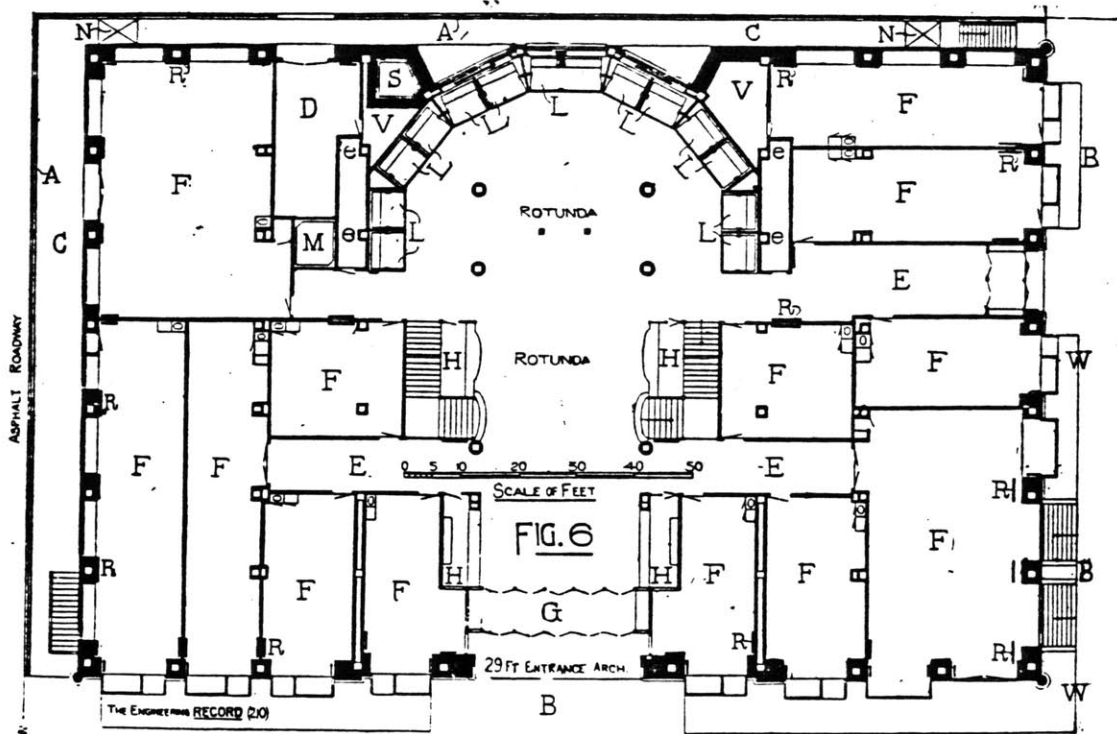 N A C N
R S V L L L L L V R
D F
A F e e F B
R
ROTUNDA
C M e L L e F
E
ASPHALT ROADWAY
R
H ROTUNDA H F W
F F
R
F F E 0 5 10 20 30 40 50 E
SCALE OF FEET
R
FIG. 6 F
R H H B
F F G F F
R R R
29 FT ENTRANCE ARCH.
W
THE ENGINEERING RECORD (210)
B